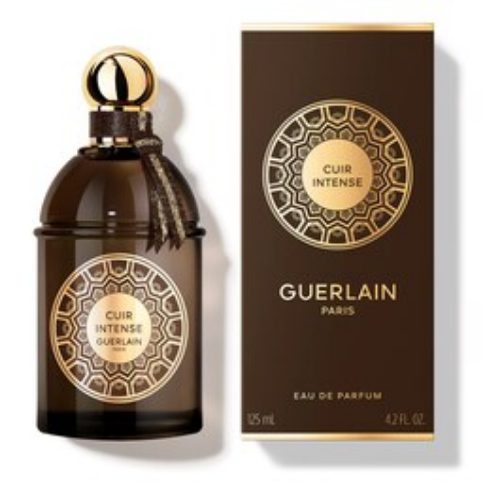 CUIR
INTENSE
GUERLAIN
PARIS
CUIR
INTENSE
GUERLAIN
PARIS
EAU DE PARFUM
125 mL 4.2 FL. OZ.